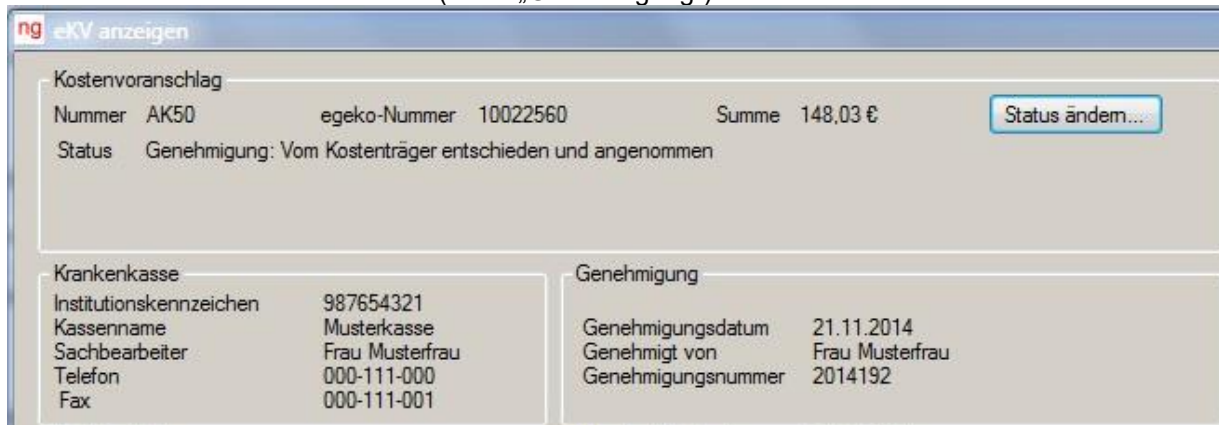 ng eKV anzeigen
Kostenvoranschlag
Nummer AK50 egeko-Nummer 10022560 Summe 148,03 € Status ändern...
Status Genehmigung: Vom Kostenträger entschieden und angenommen
Krankenkasse
Institutionskennzeichen 987654321
Kassenname Musterkasse
Sachbearbeiter Frau Musterfrau
Telefon 000-111-000
Fax 000-111-001
Genehmigung
Genehmigungsdatum 21.11.2014
Genehmigt von Frau Musterfrau
Genehmigungsnummer 2014192